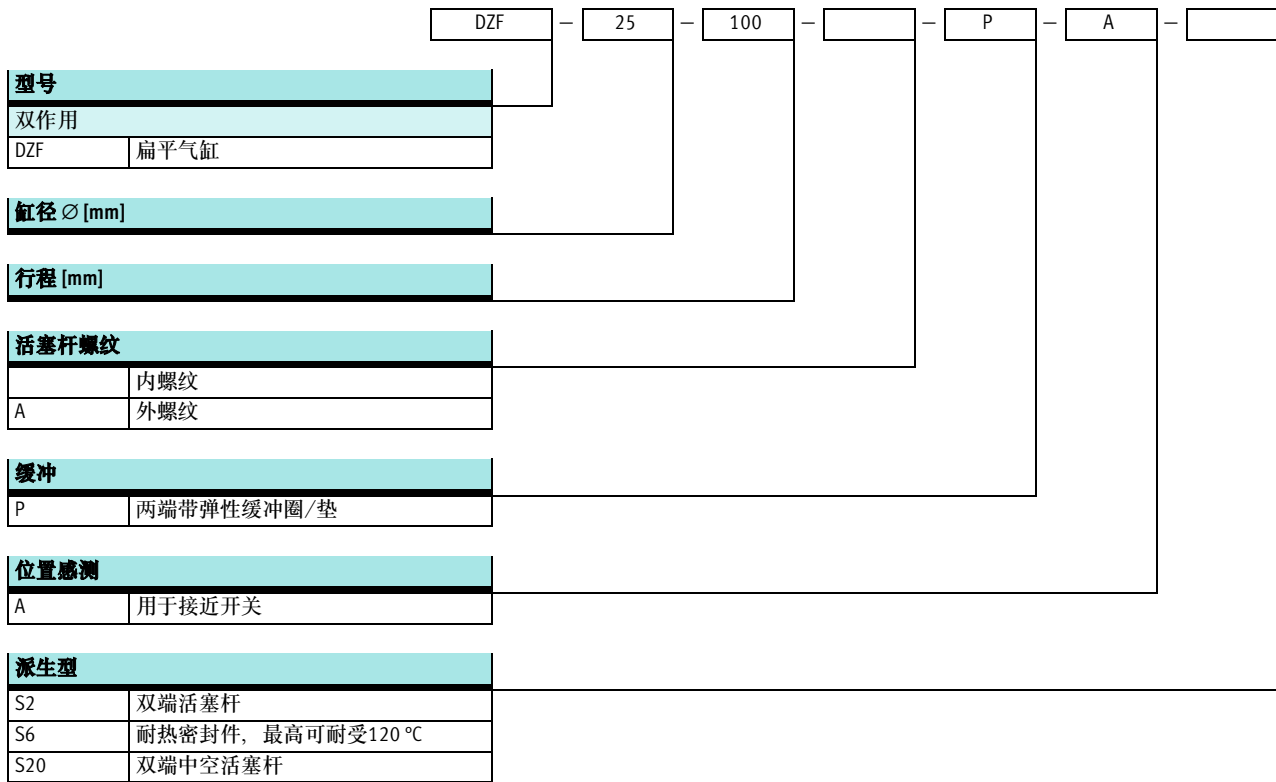 DZF – 25 – 100 – – P – A –
型号
双作用
DZF 扁平气缸
缸径 ∅ [mm]
行程 [mm]
活塞杆螺纹
内螺纹
A 外螺纹
缓冲
P 两端带弹性缓冲圈/垫
位置感测
A 用于接近开关
派生型
S2 双端活塞杆
S6 耐热密封件，最高可耐受120 °C
S20 双端中空活塞杆